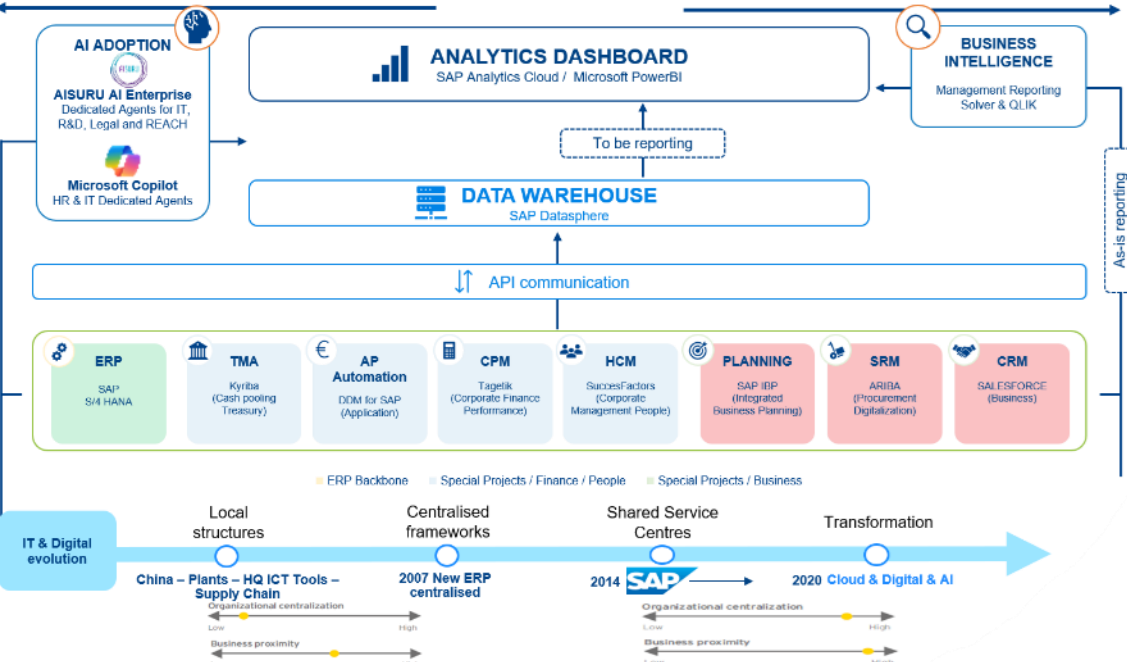 AI ADOPTION
AISURU
AISURU AI Enterprise
Dedicated Agents for IT,
R&D, Legal and REACH
Microsoft Copilot
HR & IT Dedicated Agents
ANALYTICS DASHBOARD
SAP Analytics Cloud / Microsoft PowerBI
BUSINESS
INTELLIGENCE
Management Reporting
Solver & QLIK
To be reporting
As-is reporting
DATA WAREHOUSE
SAP Datasphere
API communication
ERP
SAP
S/4 HANA
TMA
Kyriba
(Cash pooling
Treasury)
€
AP
Automation
DDM for SAP
(Application)
CPM
Tagetik
(Corporate Finance
Performance)
HCM
SuccesFactors
(Corporate
Management People)
PLANNING
SAP IBP
(Integrated
Business Planning)
SRM
ARIBA
(Procurement
Digitalization)
CRM
SALESFORCE
(Business)
ERP Backbone
Special Projects / Finance / People
Special Projects / Business
IT & Digital
evolution
Local
structures
China – Plants – HQ ICT Tools –
Supply Chain
Centralised
frameworks
2007 New ERP
centralised
Shared Service
Centres
2014 SAP
Transformation
2020 Cloud & Digital & AI
Organizational centralization
Low High
Business proximity
Organizational centralization
Low High
Business proximity
Low High